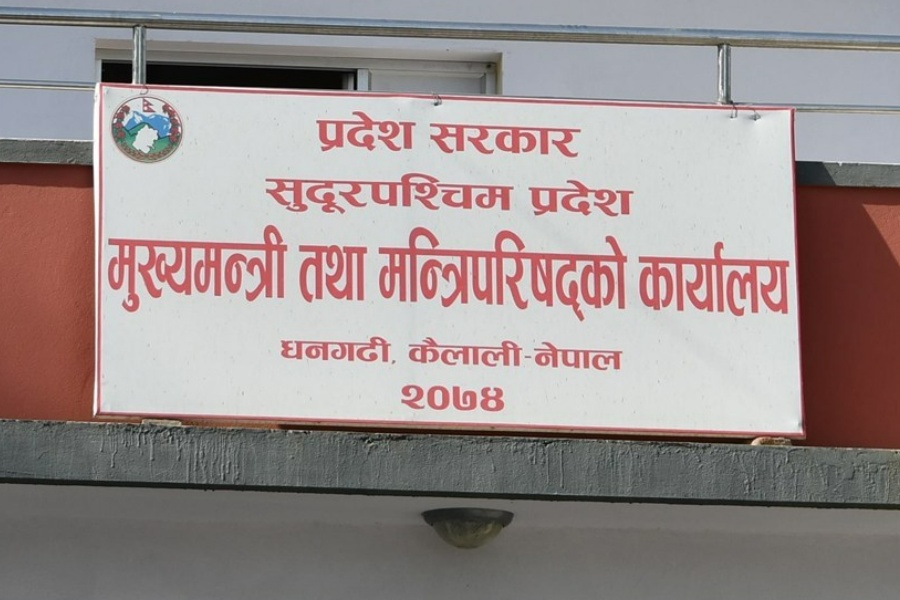 प्रदेश सरकार
सुदूरपश्चिम प्रदेश
मुख्यमन्त्री तथा मन्त्रिपरिषद्को कार्यालय
धनगढी, कैलाली-नेपाल
२०७४